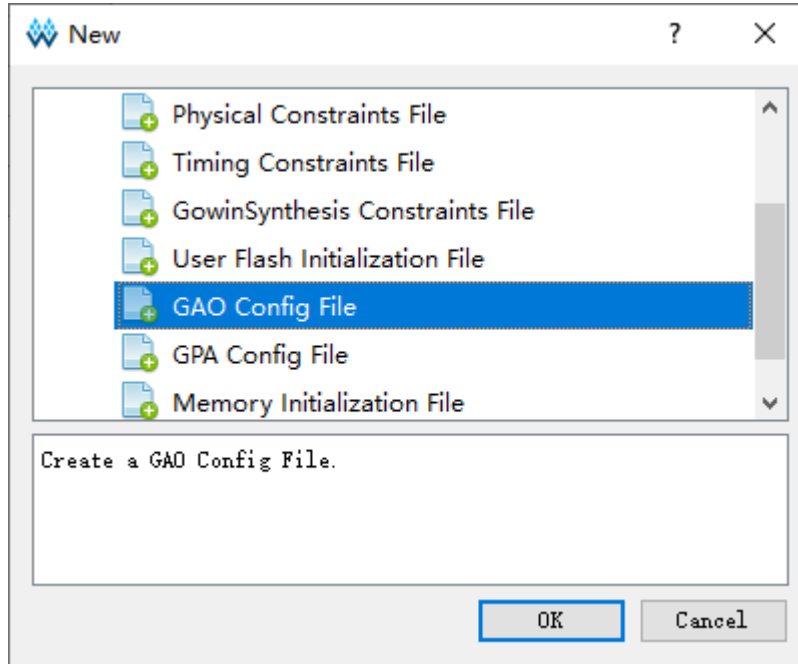 New
?
Physical Constraints File
Timing Constraints File
GowinSynthesis Constraints File
User Flash Initialization File
GAO Config File
GPA Config File
Memory Initialization File
Create a GAO Config File.
OK
Cancel